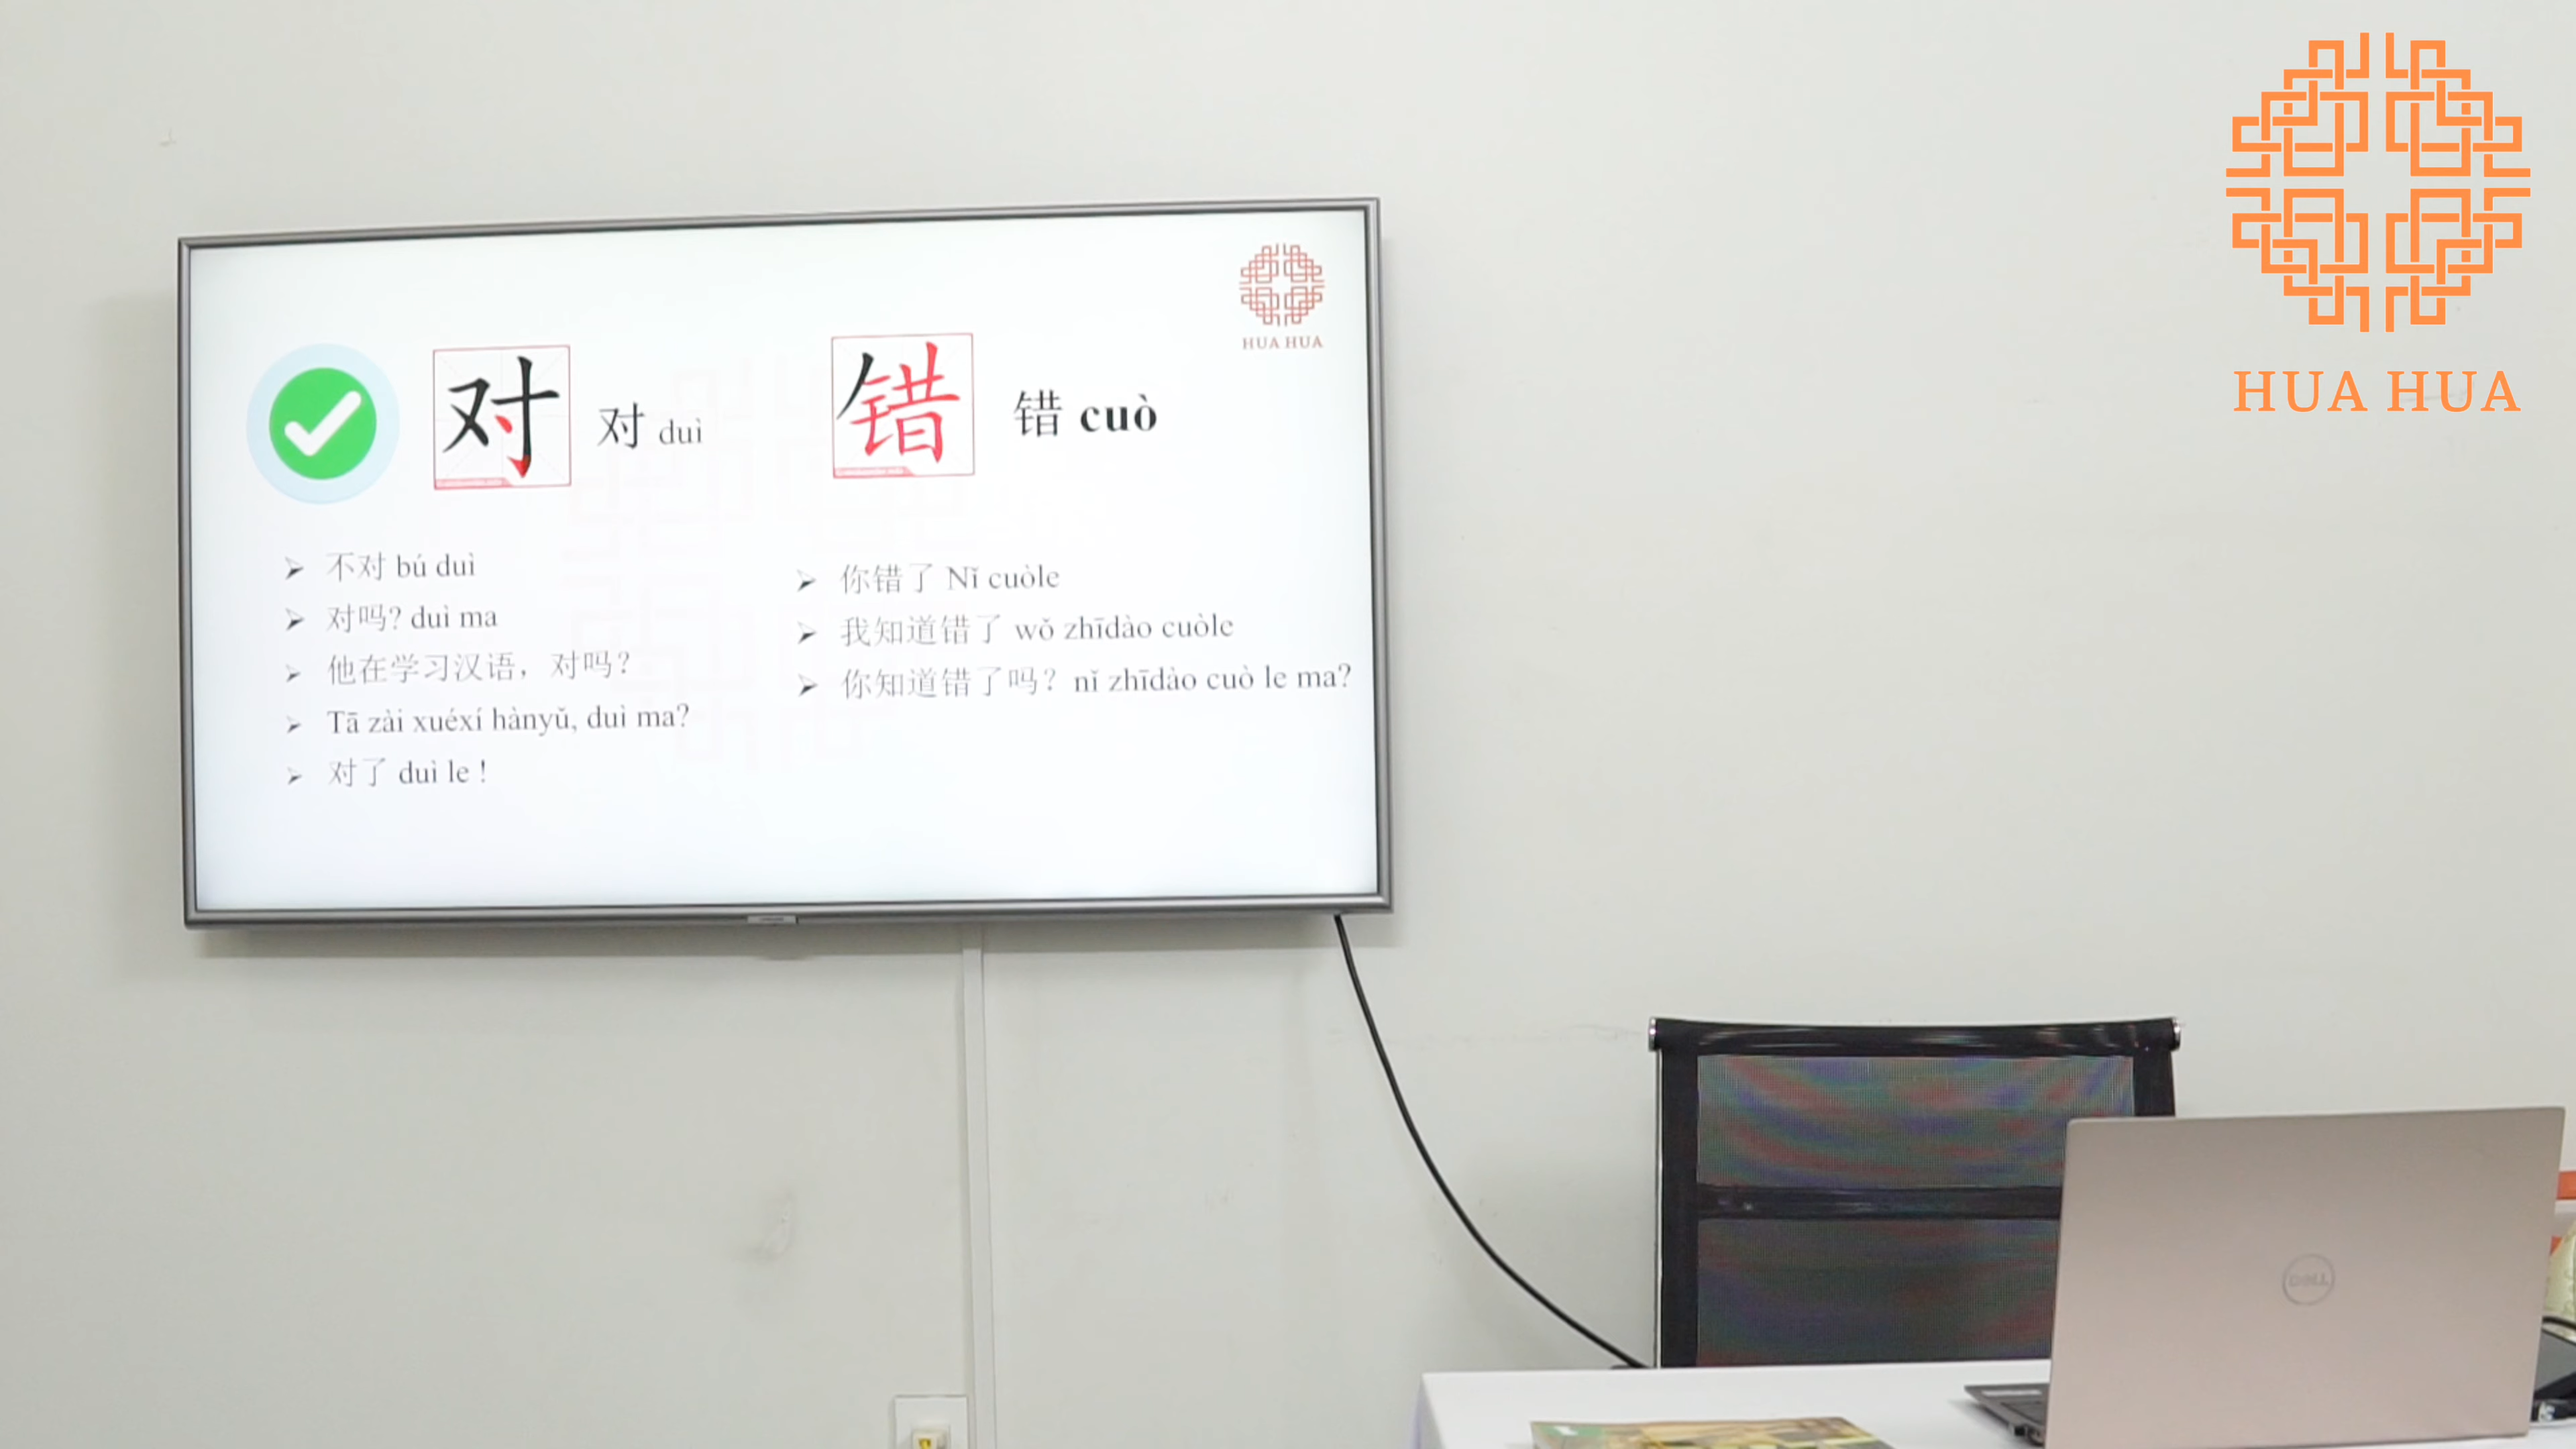 HUA HUA
HUA HUA
对
对 duì
错
错 cuò
不对 bú duì
对吗? duì ma
他在学习汉语，对吗？
Tā zài xuéxí hànyǔ, duì ma?
对了 duì le !
你错了 Nǐ cuòle
我知道错了 wǒ zhīdào cuòle
你知道错了吗？nǐ zhīdào cuò le ma?
DELL